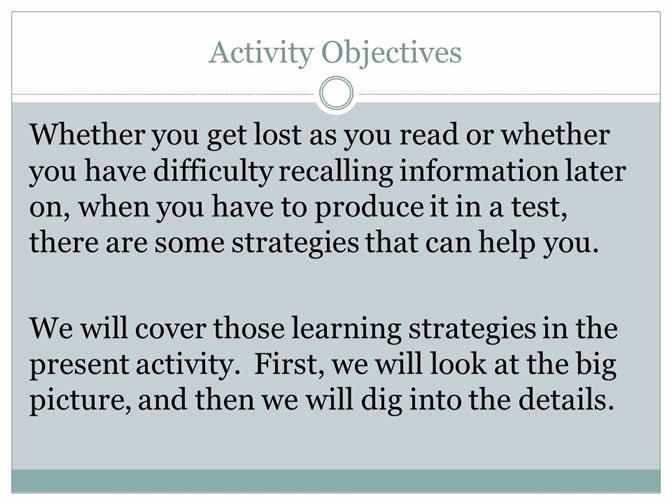 Activity Objectives
Whether you get lost as you read or whether
you have difficulty recalling information later
on, when you have to produce it in a test,
there are some strategies that can help you.
We will cover those learning strategies in the
present activity.  First, we will look at the big
picture, and then we will dig into the details.